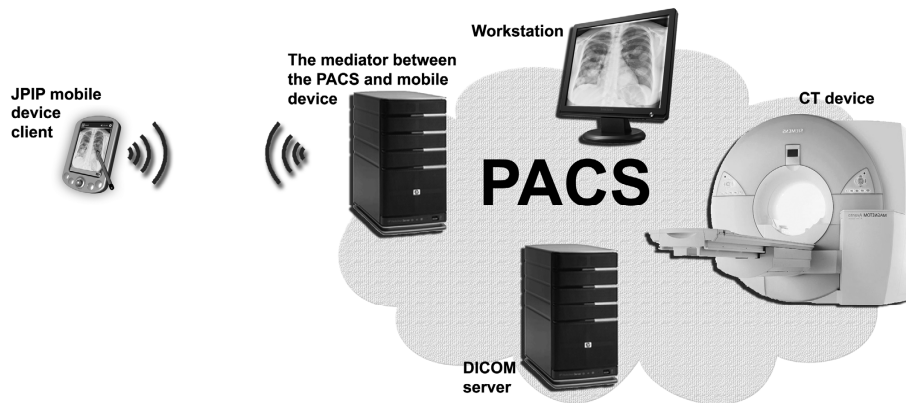 Workstation
The mediator between
the PACS and mobile
device
JPIP mobile
device
client
CT device
PACS
DICOM
server